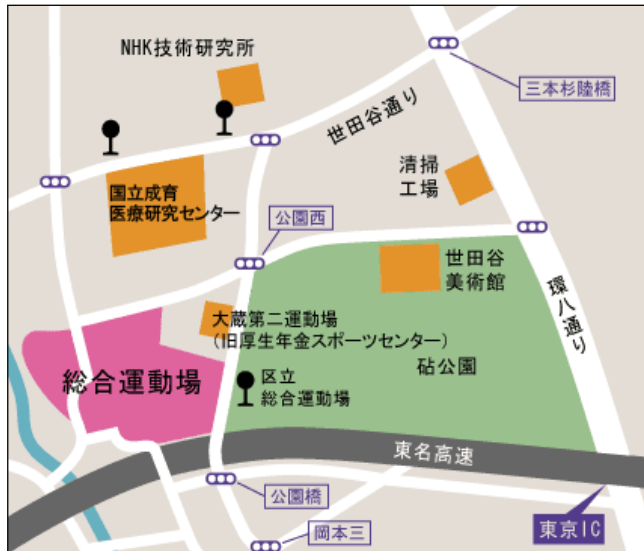 NHK技術研究所
三本杉陸橋
世田谷通り
清掃
工場
国立成育
医療研究センター
公園西
世田谷
美術館
環八通り
大蔵第二運動場
(旧厚生年金スポーツセンター)
砧公園
総合運動場
区立
総合運動場
東名高速
公園橋
岡本三
東京IC